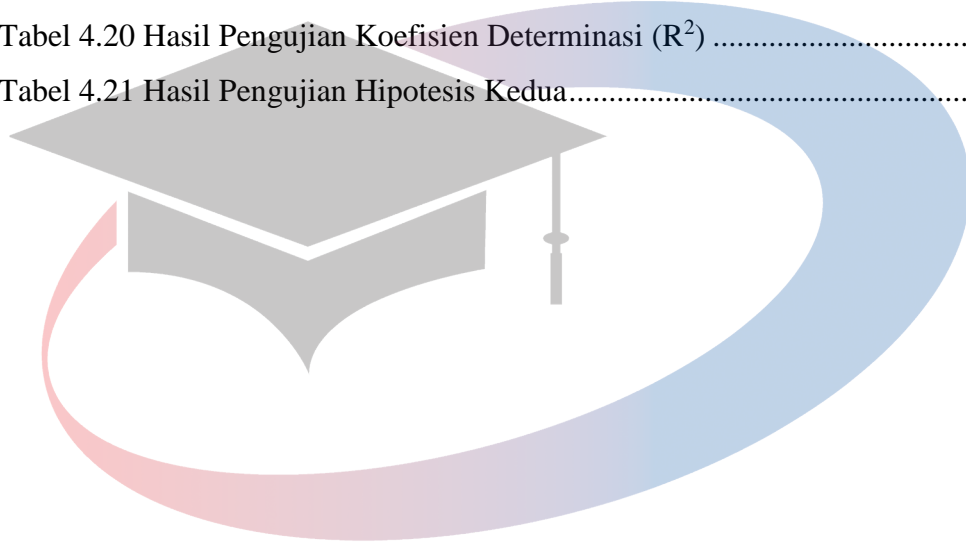 Tabel 4.20 Hasil Pengujian Koefisien Determinasi (R²) ...............................
Tabel 4.21 Hasil Pengujian Hipotesis Kedua..................................................